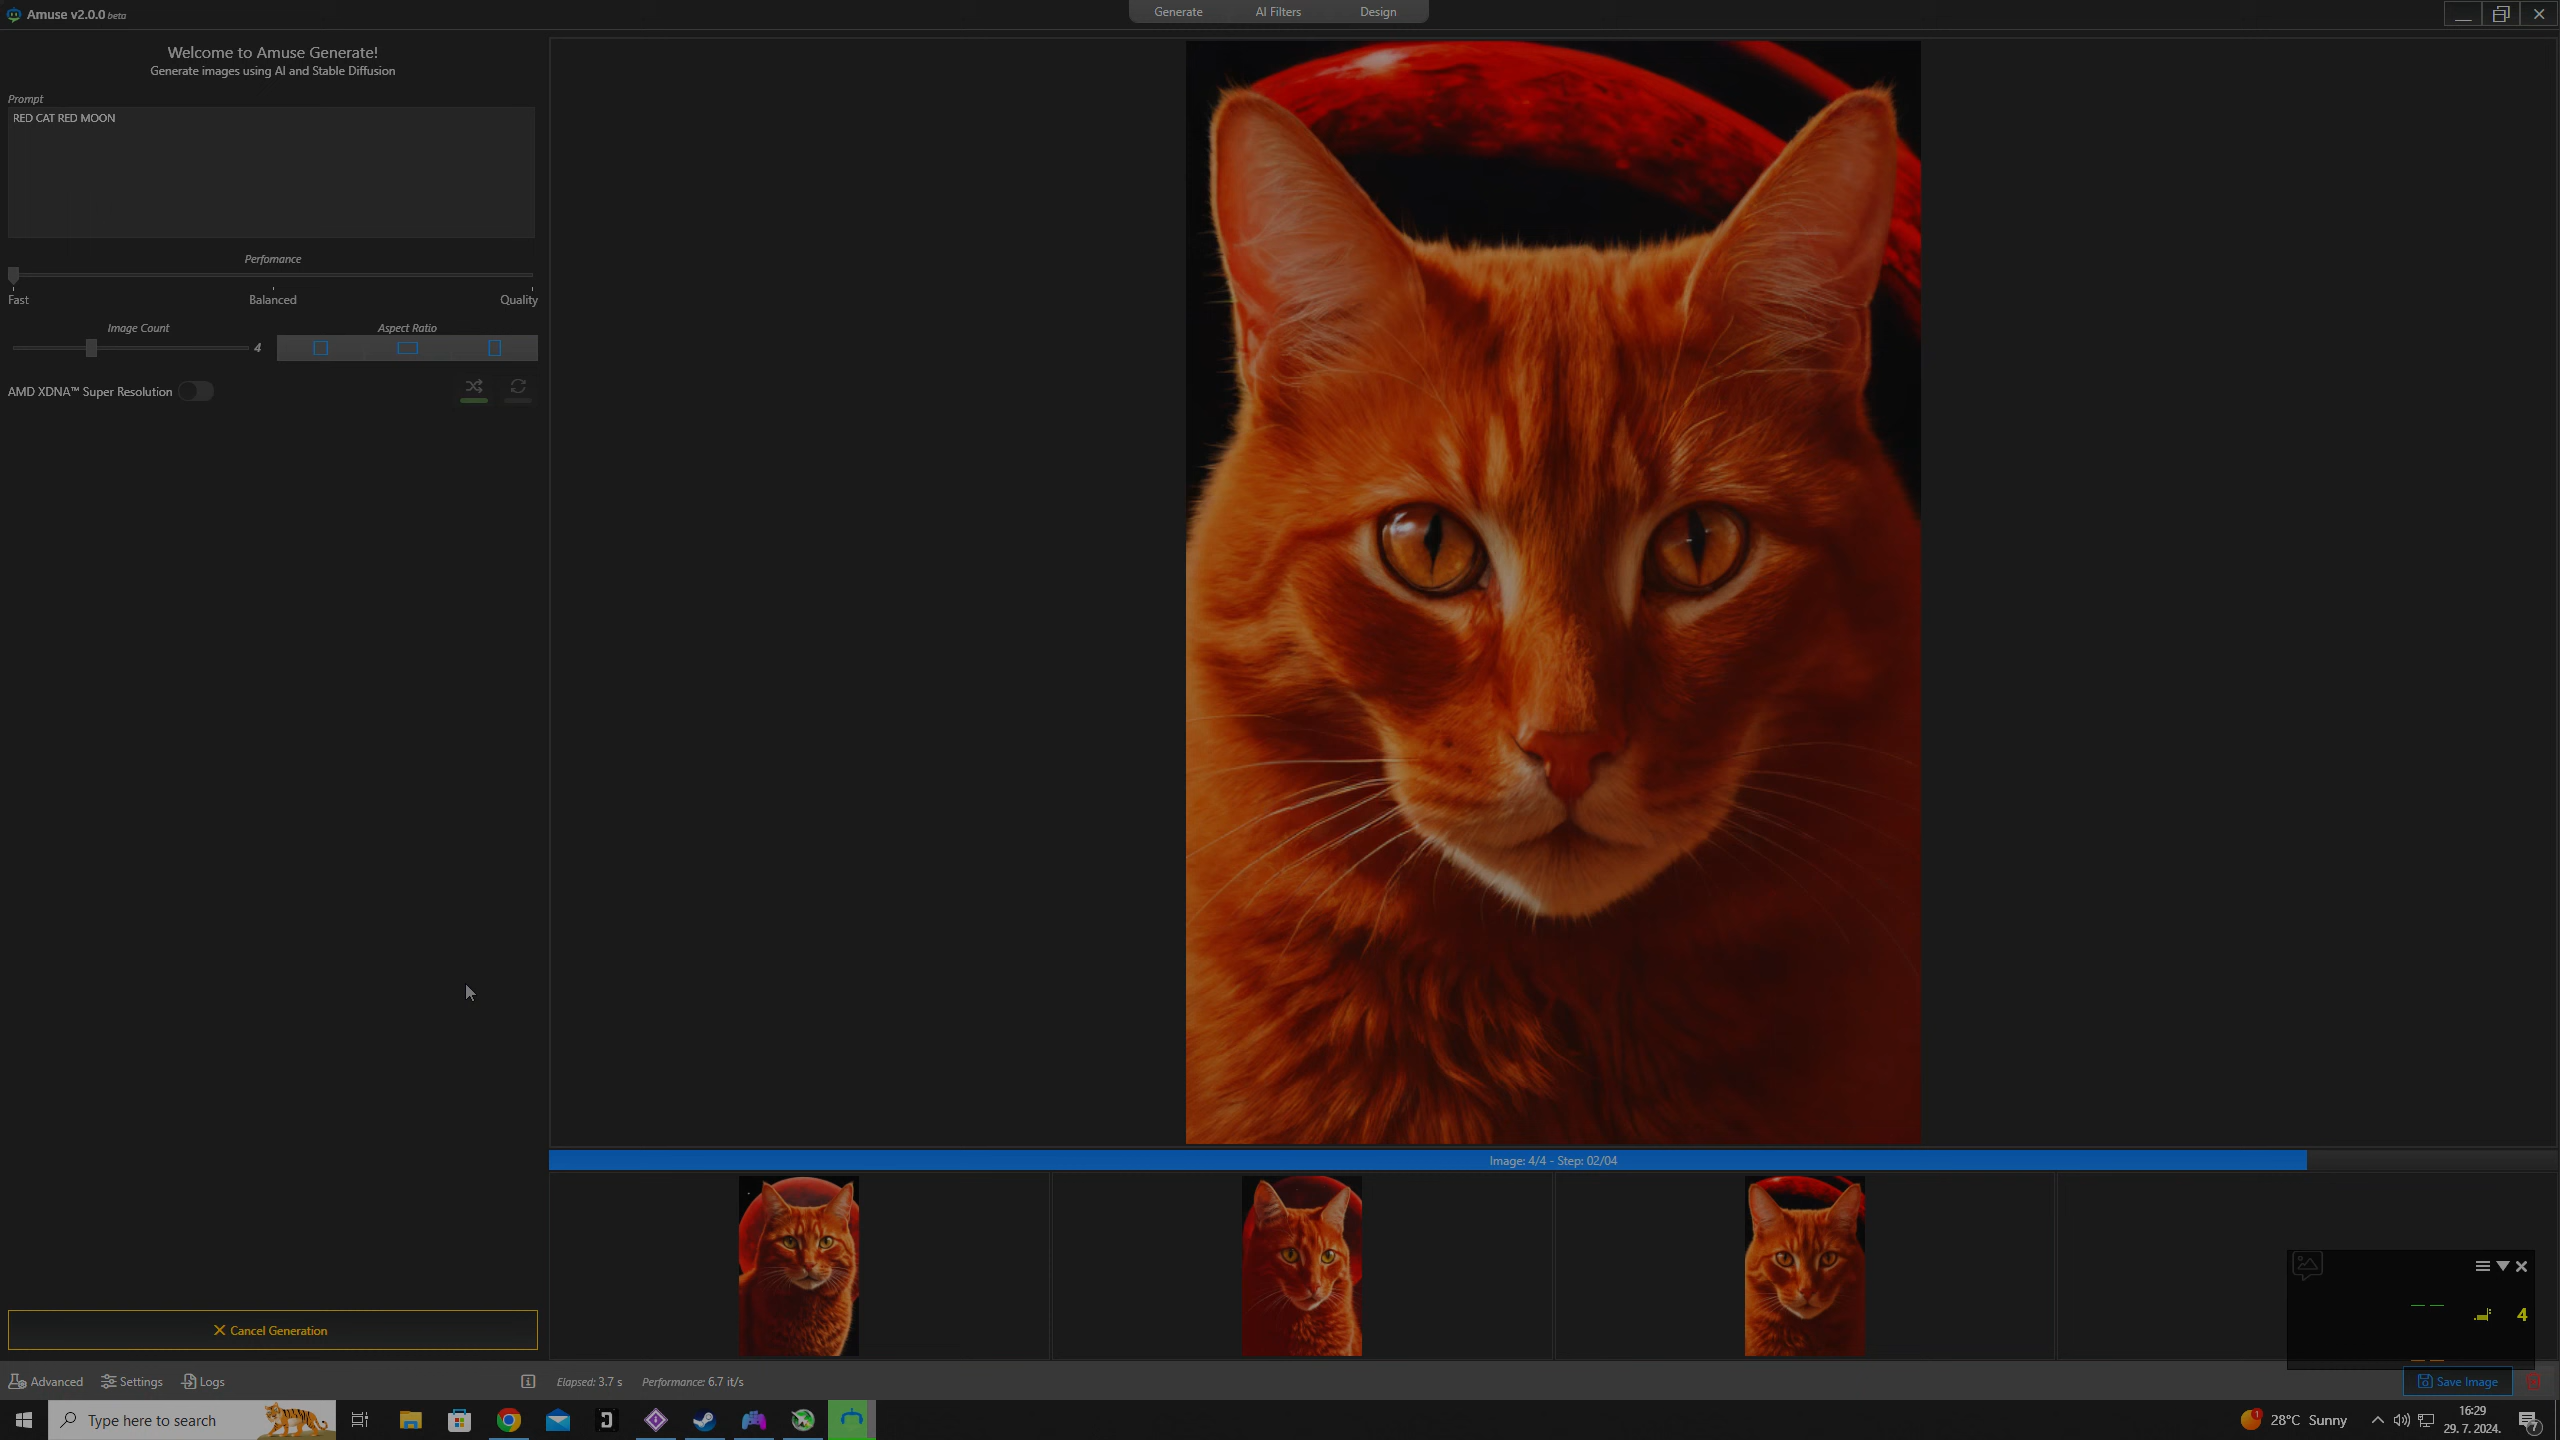 Amuse v2.0.0 beta
Generate
AI Filters
Design
Welcome to Amuse Generate!
Generate images using AI and Stable Diffusion
Prompt
RED CAT RED MOON
Perfomance
Fast
Balanced
Quality
Image Count
Aspect Ratio
4
AMD XDNA™ Super Resolution
Image: 4/4 - Step: 02/04
4
Cancel Generation
Advanced
Settings
Logs
Elapsed: 3.7 s
Performance: 6.7 it/s
Save Image
Type here to search
1
28°C Sunny
16:29
29. 7. 2024.
7